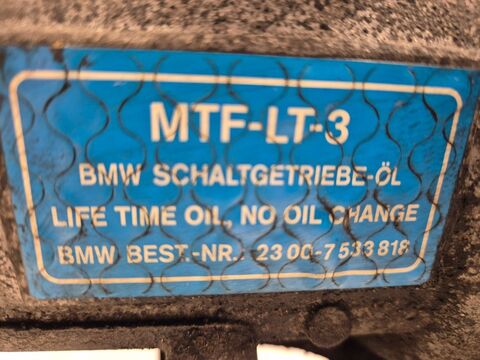 MTF-LT-3
BMW SCHALTGETRIEBE-ÖL
LIFE TIME OIL, NO OIL CHANGE
BMW BEST.-NR.: 23 00-7 533 818